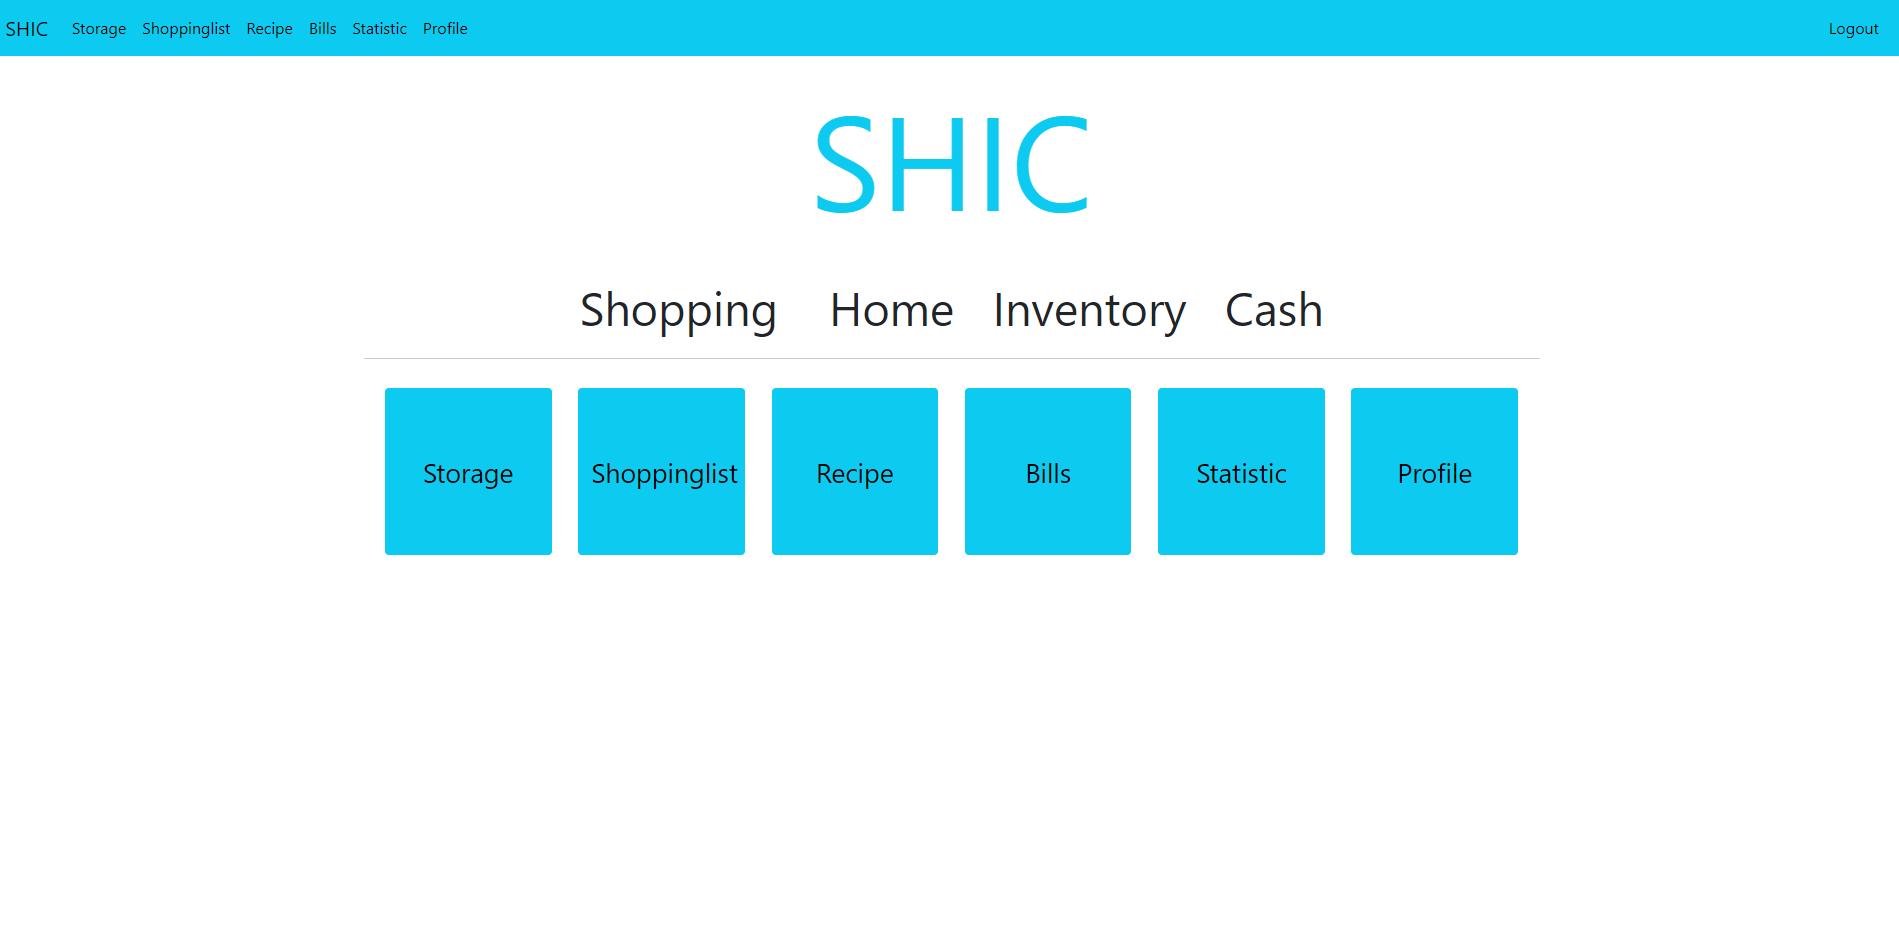 SHIC Storage Shoppinglist Recipe Bills Statistic Profile Logout
SHIC
Shopping Home Inventory Cash
Storage Shoppinglist Recipe Bills Statistic Profile